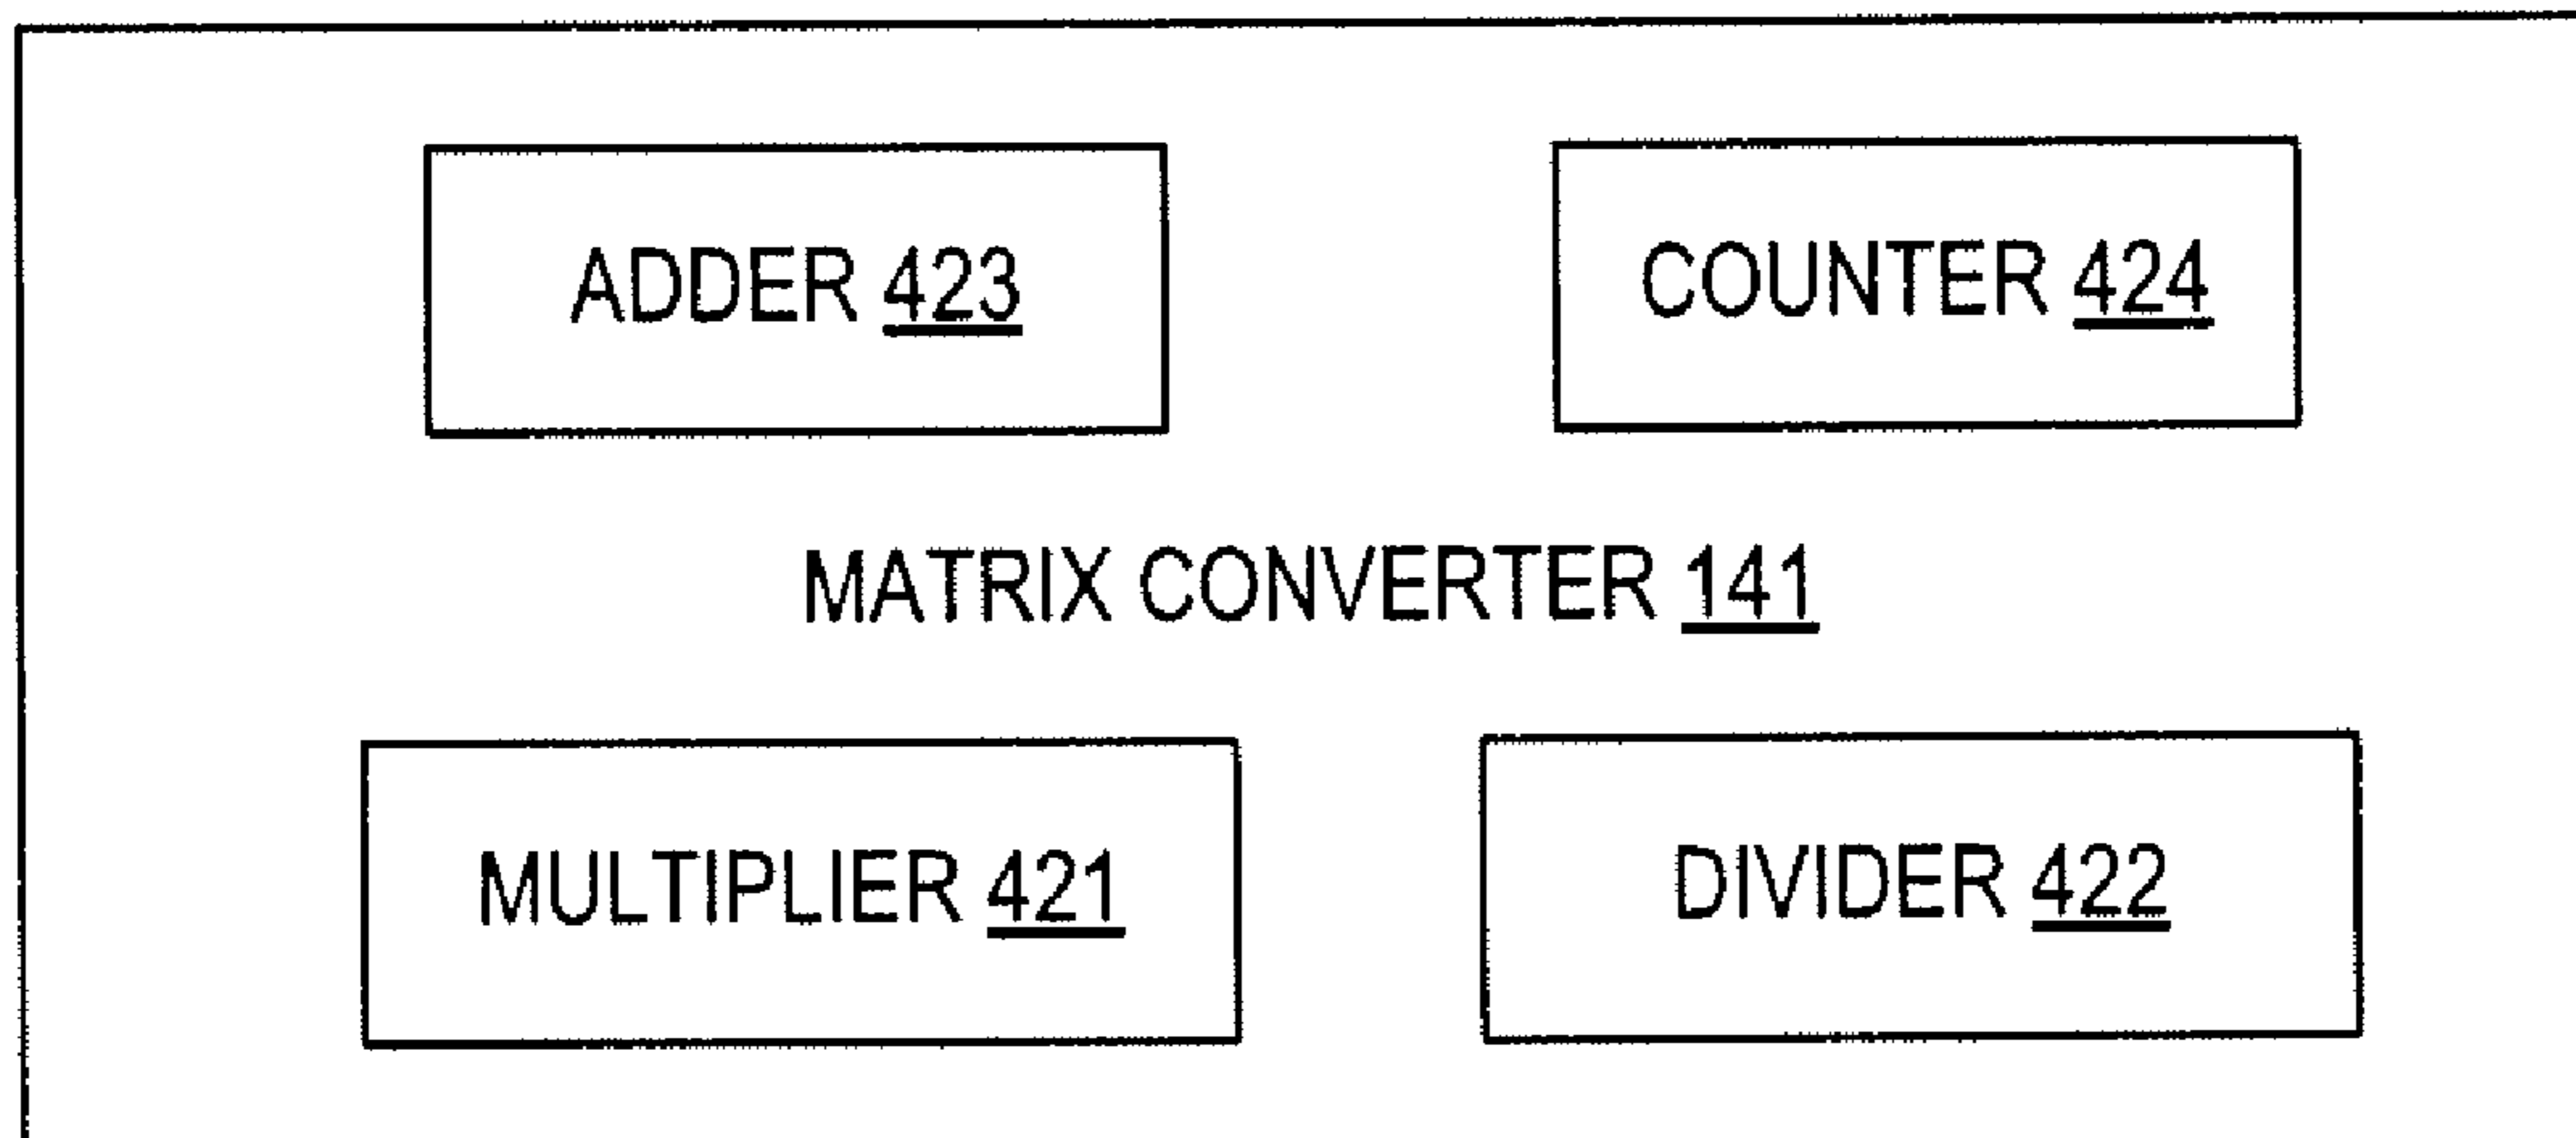 ADDER 423
COUNTER 424
MATRIX CONVERTER 141
MULTIPLIER 421
DIVIDER 422